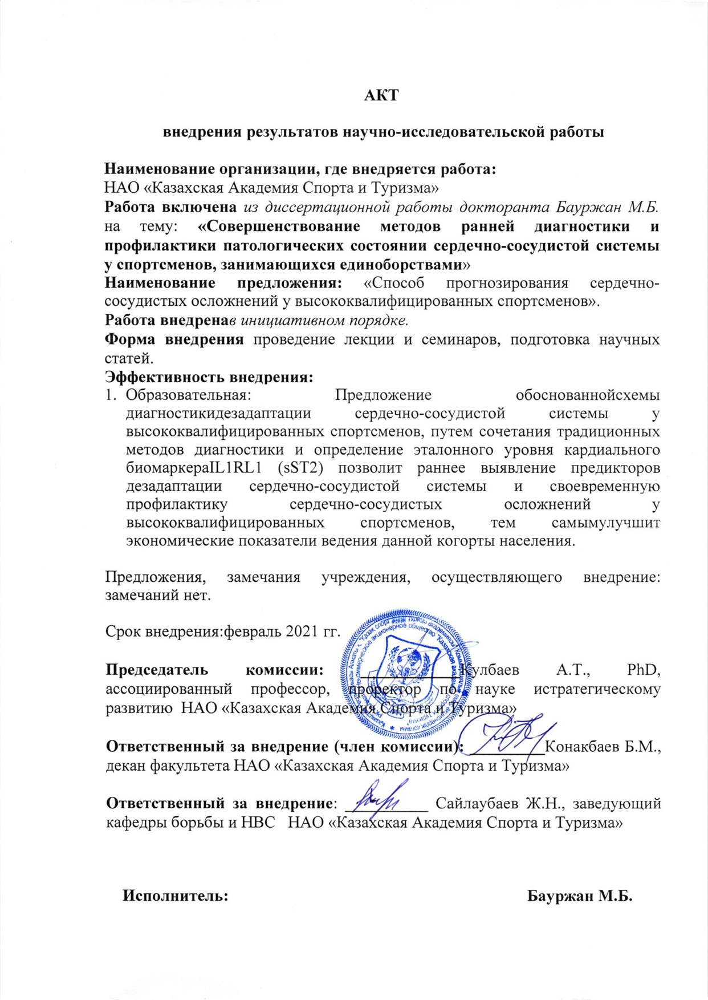 АКТ
внедрения результатов научно-исследовательской работы
Наименование организации, где внедряется работа:
НАО «Казахская Академия Спорта и Туризма»
Работа включена из диссертационной работы докторанта Бауржан М.Б.
на тему: «Совершенствование методов ранней диагностики и
профилактики патологических состоянии сердечно-сосудистой системы
у спортсменов, занимающихся единоборствами»
Наименование предложения: «Способ прогнозирования сердечно-
сосудистых осложнений у высококвалифицированных спортсменов».
Работа внедренав инициативном порядке.
Форма внедрения проведение лекции и семинаров, подготовка научных
статей.
Эффективность внедрения:
1. Образовательная: Предложение обоснованнойсхемы
диагностикидезадаптации сердечно-сосудистой системы у
высококвалифицированных спортсменов, путем сочетания традиционных
методов диагностики и определение эталонного уровня кардиального
биомаркераIL1RL1 (sST2) позволит раннее выявление предикторов
дезадаптации сердечно-сосудистой системы и своевременную
профилактику сердечно-сосудистых осложнений у
высококвалифицированных спортсменов, тем самымулучшит
экономические показатели ведения данной когорты населения.
Предложения, замечания учреждения, осуществляющего внедрение:
замечаний нет.
Срок внедрения:февраль 2021 гг.
Председатель комиссии: ____________Кулбаев А.Т., PhD,
ассоциированный профессор, проректор по науке истратегическому
развитию НАО «Казахская Академия Спорта и Туризма»
Ответственный за внедрение (член комиссии): _________Конакбаев Б.М.,
декан факультета НАО «Казахская Академия Спорта и Туризма»
Ответственный за внедрение: __________ Сайлаубаев Ж.Н., заведующий
кафедры борьбы и НВС НАО «Казахская Академия Спорта и Туризма»
Исполнитель: Бауржан М.Б.